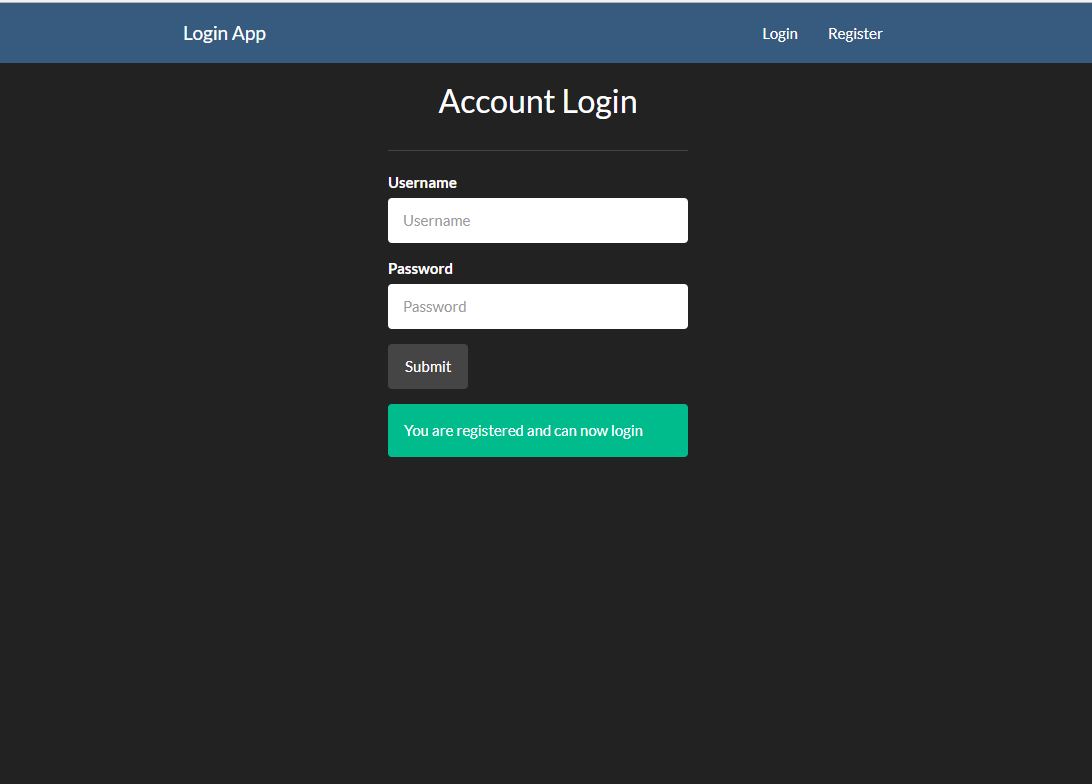 Login App
Login
Register
Account Login
Username
Username
Password
Password
Submit
You are registered and can now login